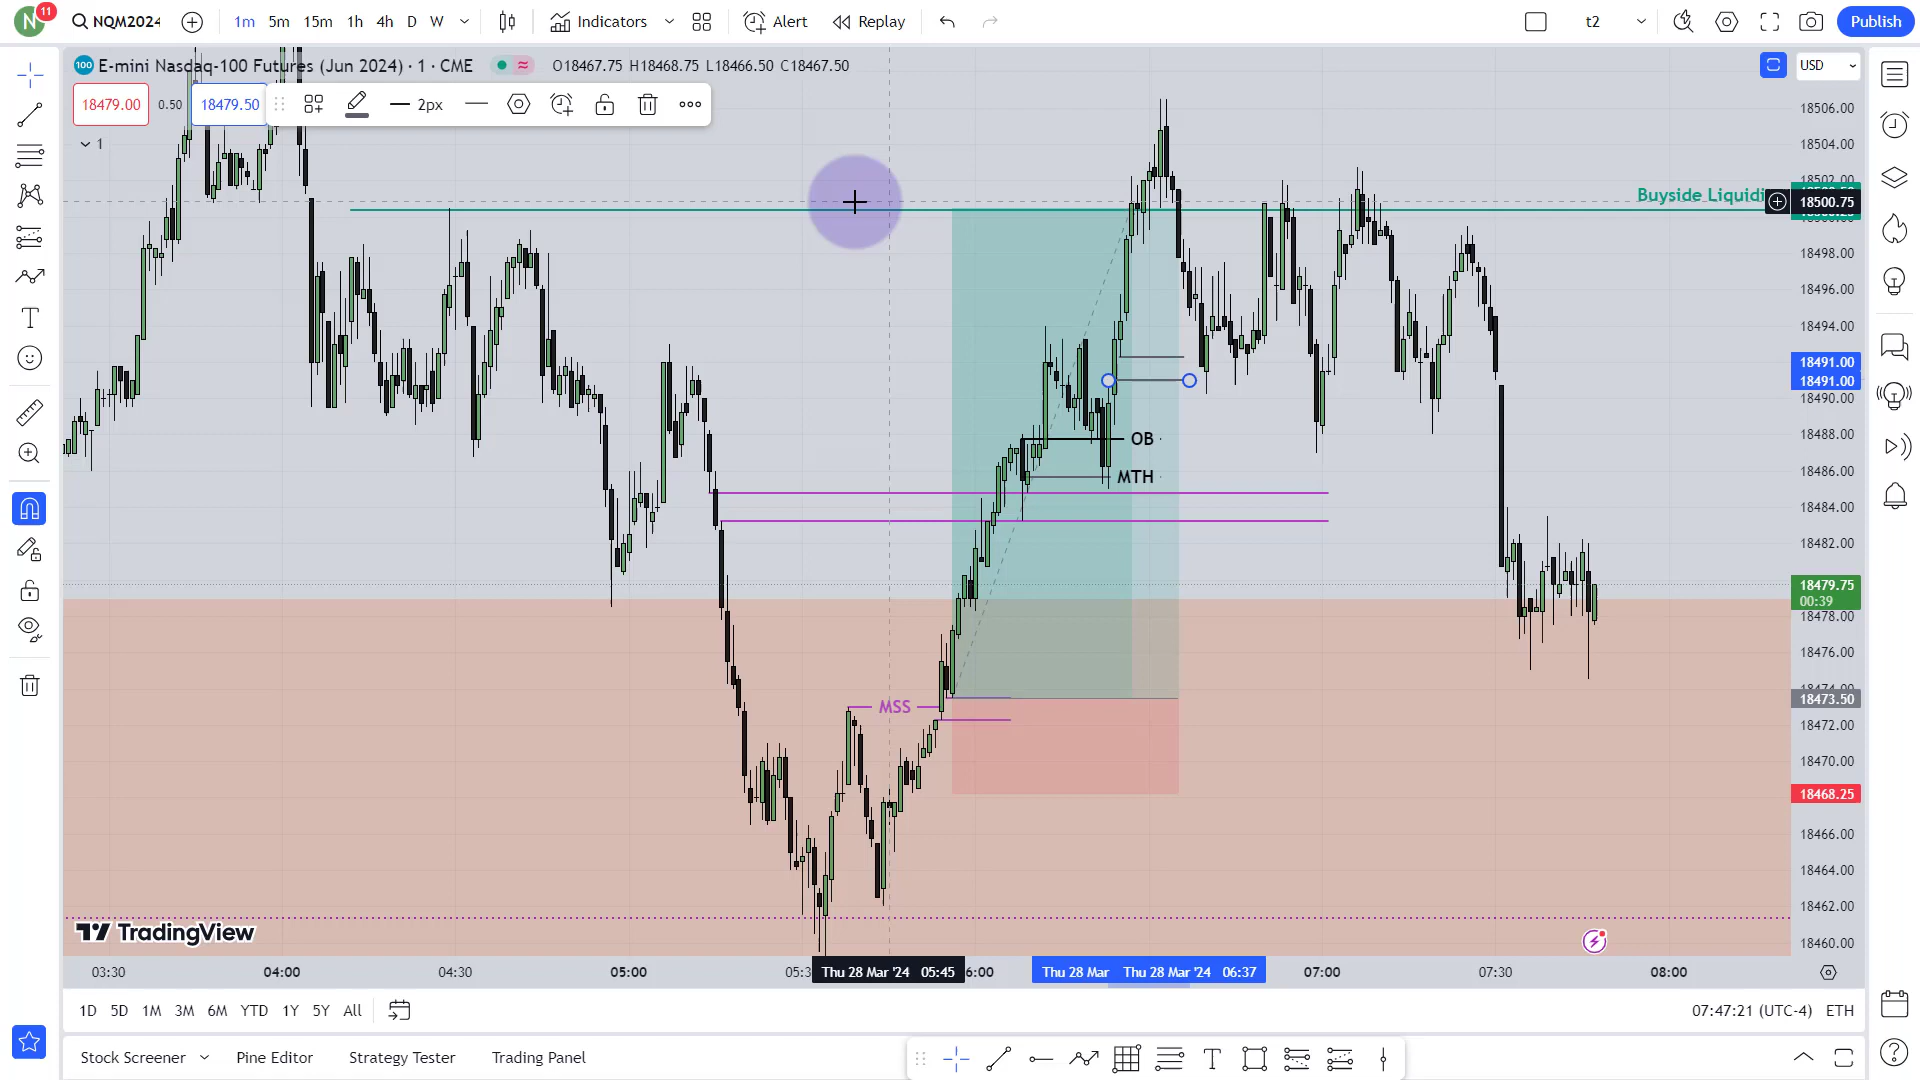 N
11
NQM2024
1m 5m 15m 1h 4h D W
Indicators
Alert
Replay
t2
Publish
100 E-mini Nasdaq-100 Futures (Jun 2024) · 1 · CME
O18467.75 H18468.75 L18466.50 C18467.50
USD
18479.00 0.50 18479.50
2px
1
18506.00
18504.00
18502.00
Buyside Liquidi
18500.75
18498.00
18496.00
18494.00
18491.00
18491.00
18490.00
OB
18488.00
MTH
18486.00
18484.00
18482.00
18479.75
00:39
18478.00
18476.00
18473.50
MSS
18472.00
18470.00
18468.25
18466.00
18464.00
18462.00
TradingView
18460.00
03:30 04:00 04:30 05:00 Thu 28 Mar '24 05:45 Thu 28 Mar Thu 28 Mar '24 06:37 07:00 07:30 08:00
1D 5D 1M 3M 6M YTD 1Y 5Y All
07:47:21 (UTC-4) ETH
Stock Screener Pine Editor Strategy Tester Trading Panel